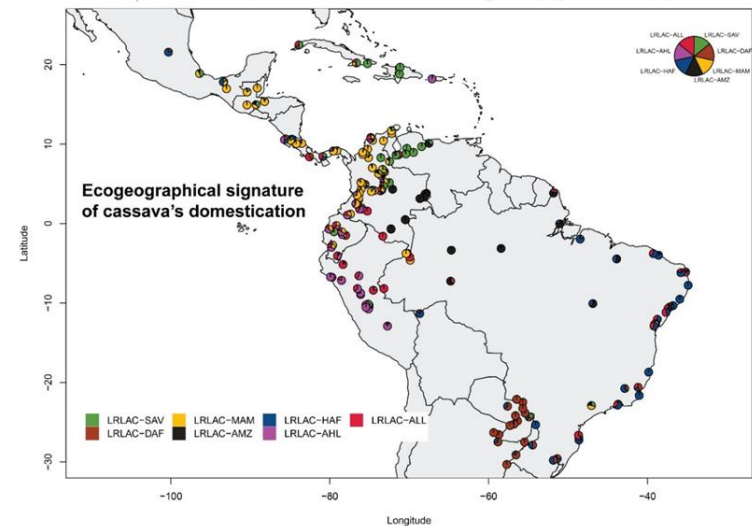 LRLAC-ALL
LRLAC-SAV
LRLAC-AHL
LRLAC-DAF
LRLAC-HAF
LRLAC-MAM
LRLAC-AMZ
20
10
0
-10
-20
-30
Latitude
Ecogeographical signature
of cassava's domestication
LRLAC-SAV LRLAC-MAM LRLAC-HAF LRLAC-ALL
LRLAC-DAF LRLAC-AMZ LRLAC-AHL
-100 -80 -60 -40
Longitude